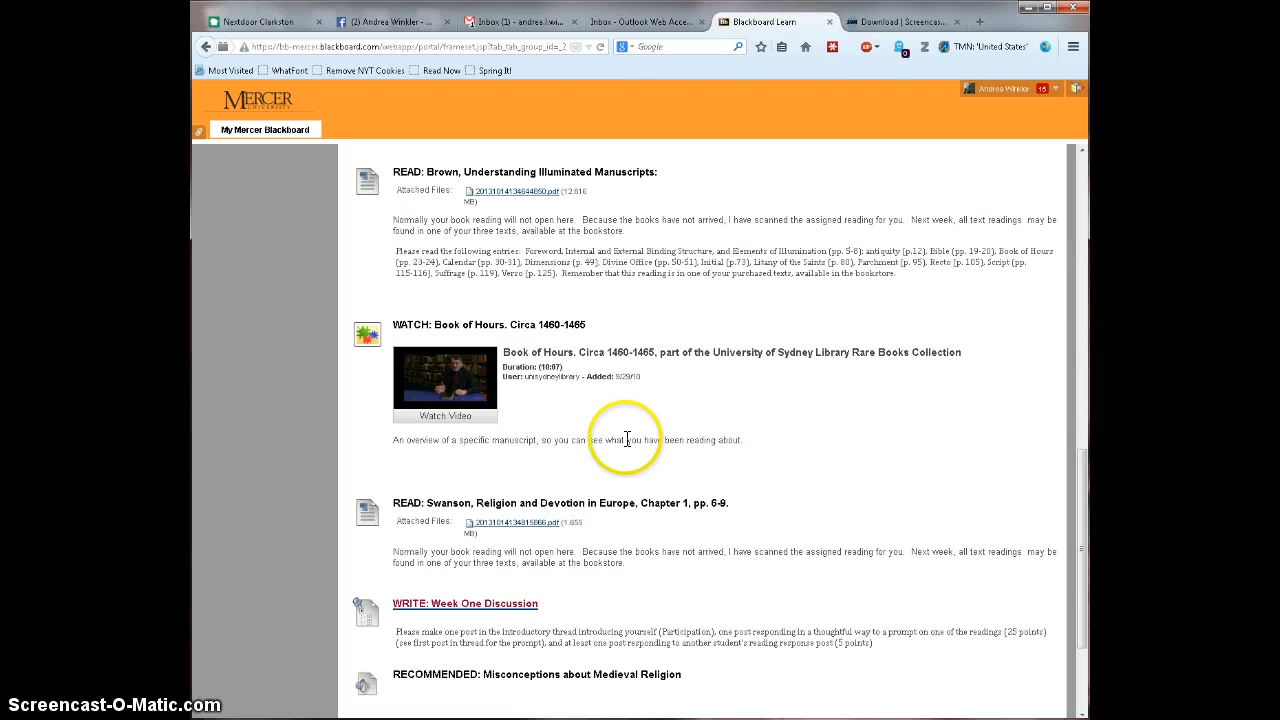 Nextdoor Clarkston
(2) Andrea Winkler - ...
Inbox (1) - andrea.l.wi...
Inbox - Outlook Web Acce...
Blackboard Learn
Download | Screencas...
https://bb-mercer.blackboard.com/webapps/portal/frameset.jsp?tab_tab_group_id=_2
Google
TMN: 'United States'
Most Visited
WhatFont
Remove NYT Cookies
Read Now
Spring It!
MERCER
UNIVERSITY
Andrea Winkler
15
My Mercer Blackboard
READ: Brown, Understanding Illuminated Manuscripts:
Attached Files: 20131014134644850.pdf (12.616
MB)
Normally your book reading will not open here. Because the books have not arrived, I have scanned the assigned reading for you. Next week, all text readings may be
found in one of your three texts, available at the bookstore.
Please read the following entries: Foreword, Internal and External Binding Structure, and Elements of Illumination (pp. 5-8); antiquity (p.12), Bible (pp. 19-20), Book of Hours
(pp. 23-24), Calendar (pp. 30-31), Dimensions (p. 49), Divine Office (pp. 50-51), Initial (p.73), Litany of the Saints (p. 80), Parchment (p. 95), Recto (p. 105), Script (pp.
115-116), Suffrage (p. 119), Verso (p. 125). Remember that this reading is in one of your purchased texts, available in the bookstore.
WATCH: Book of Hours. Circa 1460-1465
Book of Hours. Circa 1460-1465, part of the University of Sydney Library Rare Books Collection
Duration: (10:07)
User: unisydneylibrary - Added: 9/29/10
Watch Video
An overview of a specific manuscript, so you can see what you have been reading about.
READ: Swanson, Religion and Devotion in Europe, Chapter 1, pp. 6-9.
Attached Files: 20131014134815866.pdf (1.655
MB)
Normally your book reading will not open here. Because the books have not arrived, I have scanned the assigned reading for you. Next week, all text readings may be
found in one of your three texts, available at the bookstore.
WRITE: Week One Discussion
Please make one post in the introductory thread introducing yourself (Participation), one post responding in a thoughtful way to a prompt on one of the readings (25 points)
(see first post in thread for the prompt), and at least one post responding to another student's reading response post (5 points)
RECOMMENDED: Misconceptions about Medieval Religion
Screencast-O-Matic.com